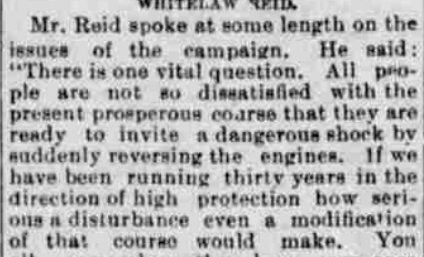 WHITELAW REID.
Mr. Reid spoke at some length on the
issues of the campaign. He said:
"There is one vital question. All peo-
ple are not so dissatisfied with the
present prosperous course that they are
ready to invite a dangerous shock by
suddenly reversing the engines. If we
have been running thirty years in the
direction of high protection how seri-
ous a disturbance even a modification
of that course would make. You